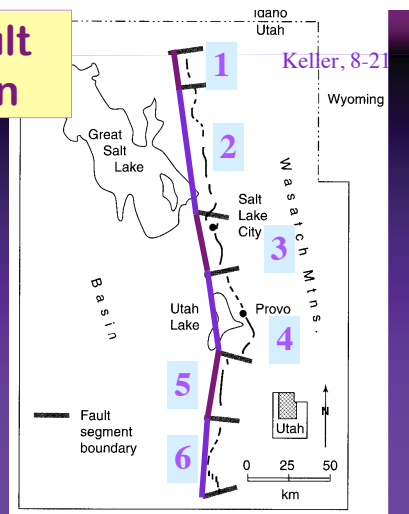 ult
n
Idaho
Utah
Keller, 8-21
Wyoming
1
2
3
4
5
6
Great
Salt
Lake
Salt
Lake
City
Wasatch Mtns.
Basin
Utah
Lake
Provo
Fault
segment
boundary
Utah
N
0 25 50
km